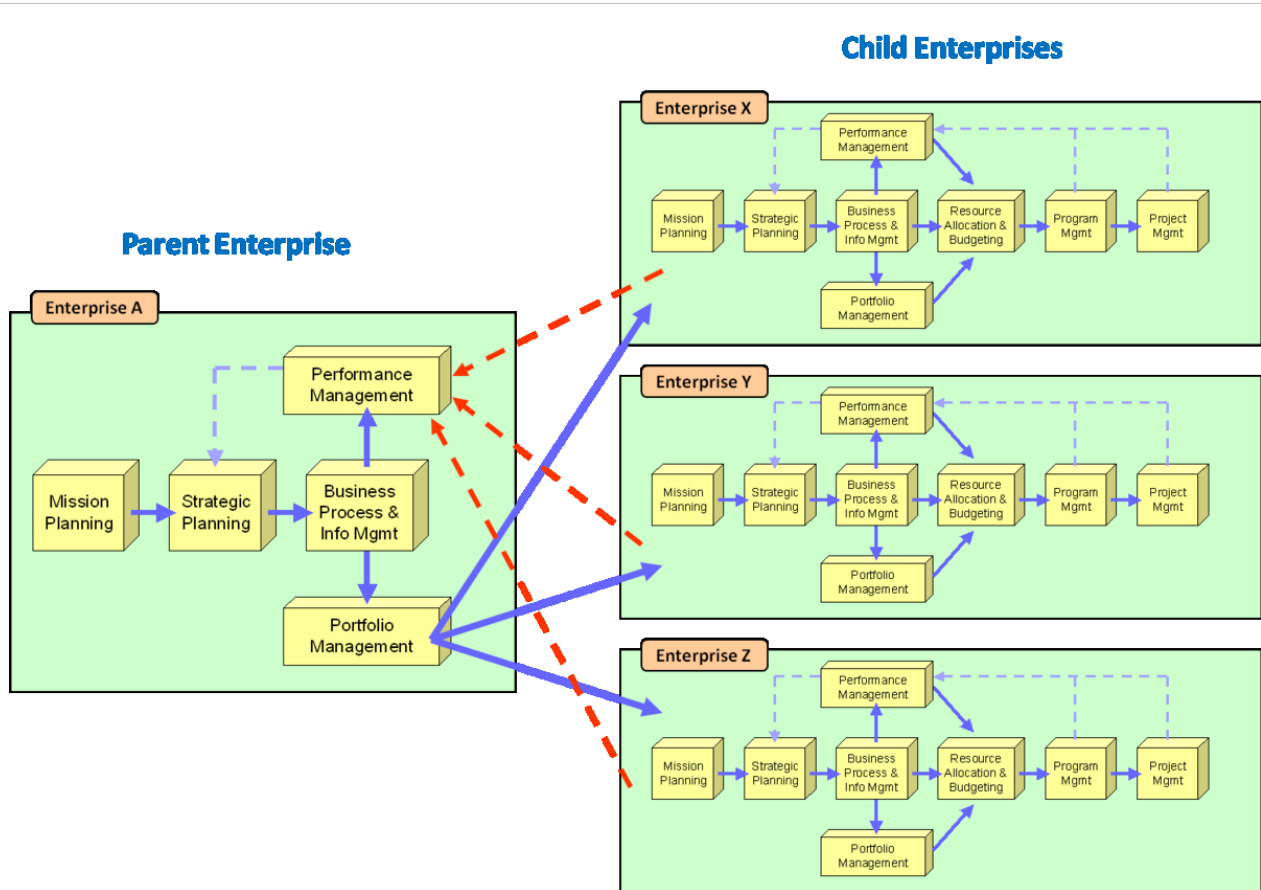 Child Enterprises
Parent Enterprise
Enterprise A
Performance
Management
Mission
Planning
Strategic
Planning
Business
Process &
Info Mgmt
Portfolio
Management
Enterprise X
Performance
Management
Mission
Planning
Strategic
Planning
Business
Process &
Info Mgmt
Resource
Allocation &
Budgeting
Program
Mgmt
Project
Mgmt
Portfolio
Management
Enterprise Y
Performance
Management
Mission
Planning
Strategic
Planning
Business
Process &
Info Mgmt
Resource
Allocation &
Budgeting
Program
Mgmt
Project
Mgmt
Portfolio
Management
Enterprise Z
Performance
Management
Mission
Planning
Strategic
Planning
Business
Process &
Info Mgmt
Resource
Allocation &
Budgeting
Program
Mgmt
Project
Mgmt
Portfolio
Management